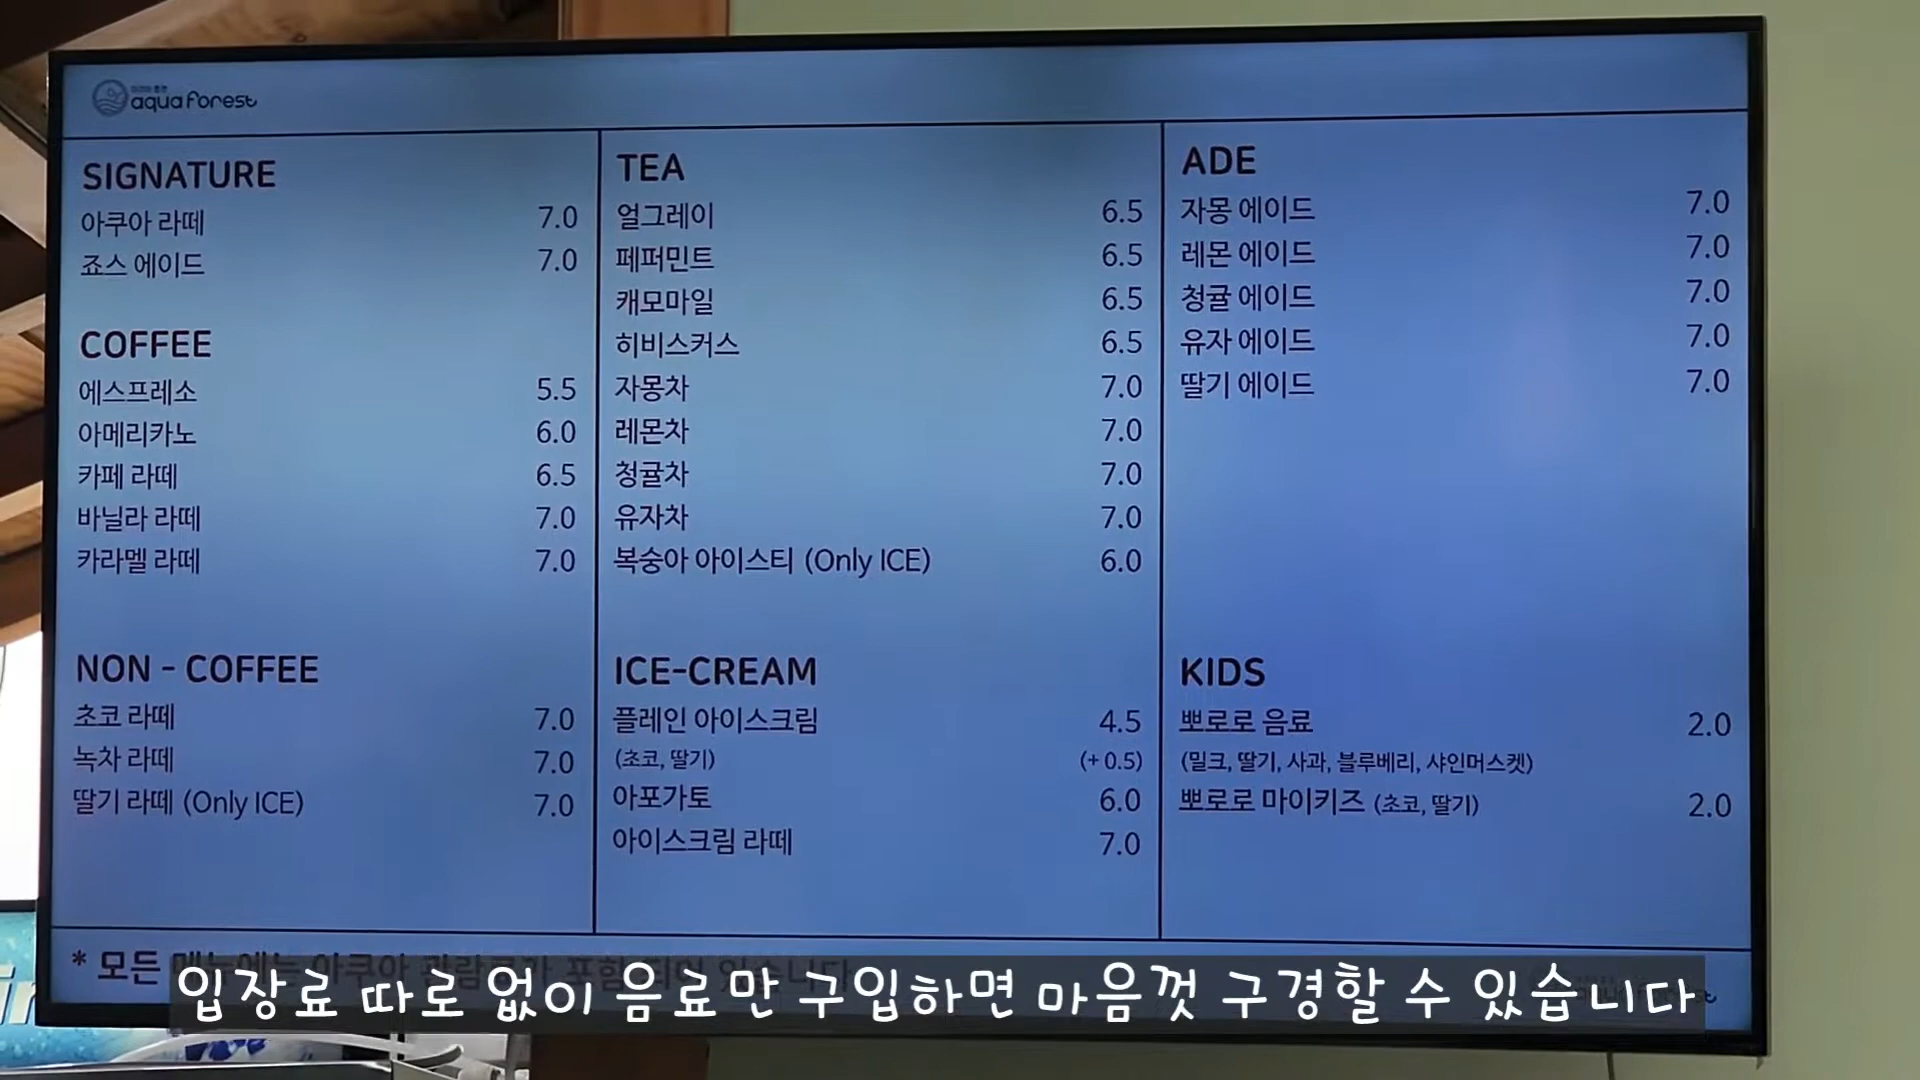 aqua forest
SIGNATURE
아쿠아 라떼 7.0
죠스 에이드 7.0
COFFEE
에스프레소 5.5
아메리카노 6.0
카페 라떼 6.5
바닐라 라떼 7.0
카라멜 라떼 7.0
NON - COFFEE
초코 라떼 7.0
녹차 라떼 7.0
딸기 라떼 (Only ICE) 7.0
TEA
얼그레이 6.5
페퍼민트 6.5
캐모마일 6.5
히비스커스 6.5
자몽차 7.0
레몬차 7.0
청귤차 7.0
유자차 7.0
복숭아 아이스티 (Only ICE) 6.0
ICE-CREAM
플레인 아이스크림 4.5
(초코, 딸기) (+ 0.5)
아포가토 6.0
아이스크림 라떼 7.0
ADE
자몽 에이드 7.0
레몬 에이드 7.0
청귤 에이드 7.0
유자 에이드 7.0
딸기 에이드 7.0
KIDS
뽀로로 음료 2.0
(밀크, 딸기, 사과, 블루베리, 샤인머스켓)
뽀로로 마이키즈 (초코, 딸기) 2.0
* 모든
입장료 따로 없이 음료만 구입하면 마음껏 구경할 수 있습니다